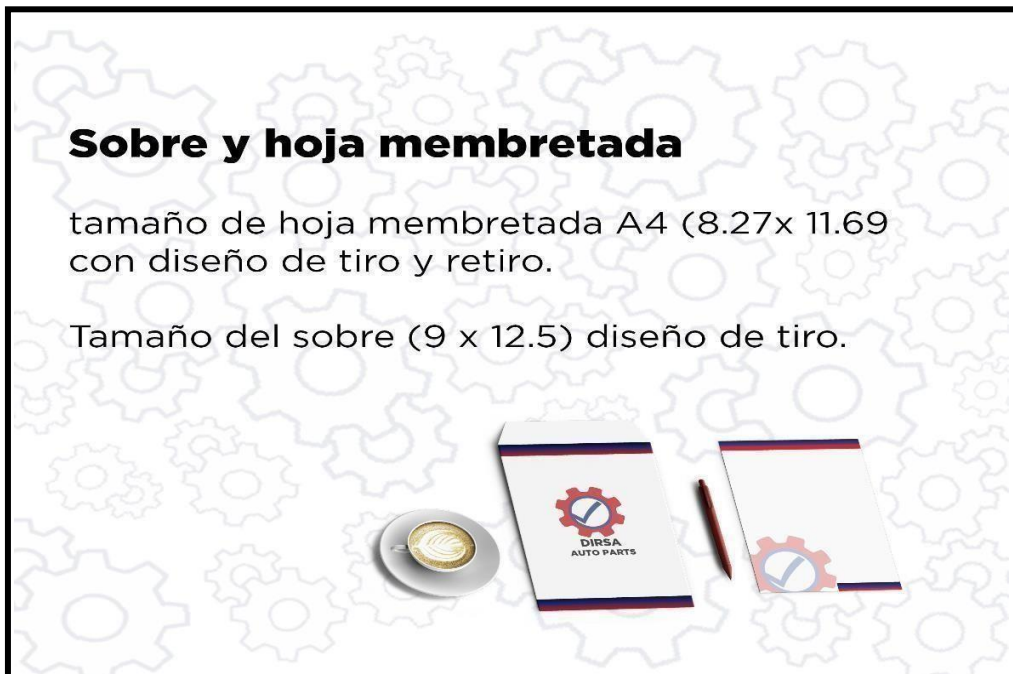 Sobre y hoja membretada
tamaño de hoja membretada A4 (8.27x 11.69
con diseño de tiro y retiro.
Tamaño del sobre (9 x 12.5) diseño de tiro.
DIRSA
AUTO PARTS